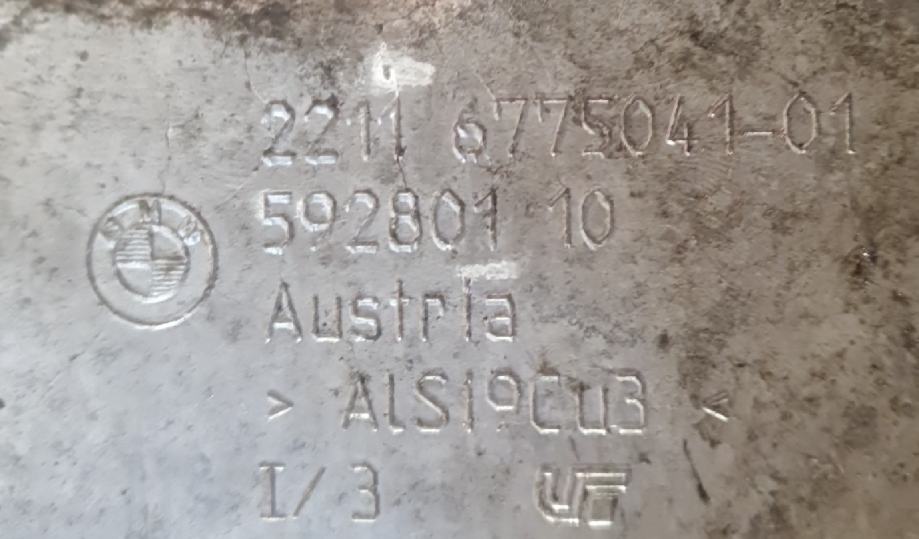 2211 6775041-01
BMW
592801 10
Austria
> AlSi9Cu3 <
I/3